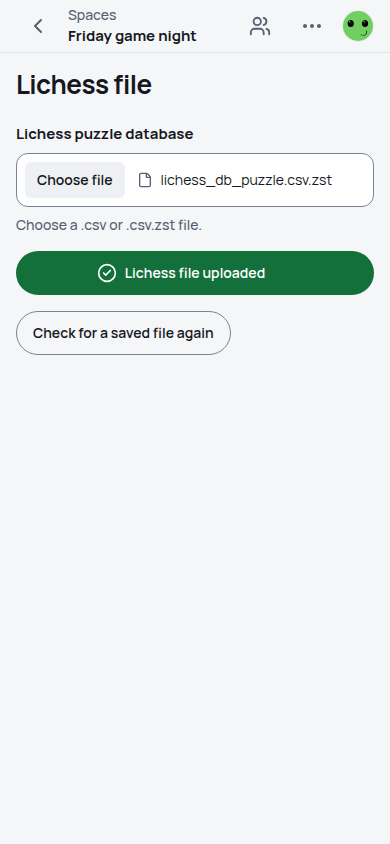 Spaces
Friday game night
Lichess file
Lichess puzzle database
Choose file
lichess_db_puzzle.csv.zst
Choose a .csv or .csv.zst file.
Lichess file uploaded
Check for a saved file again